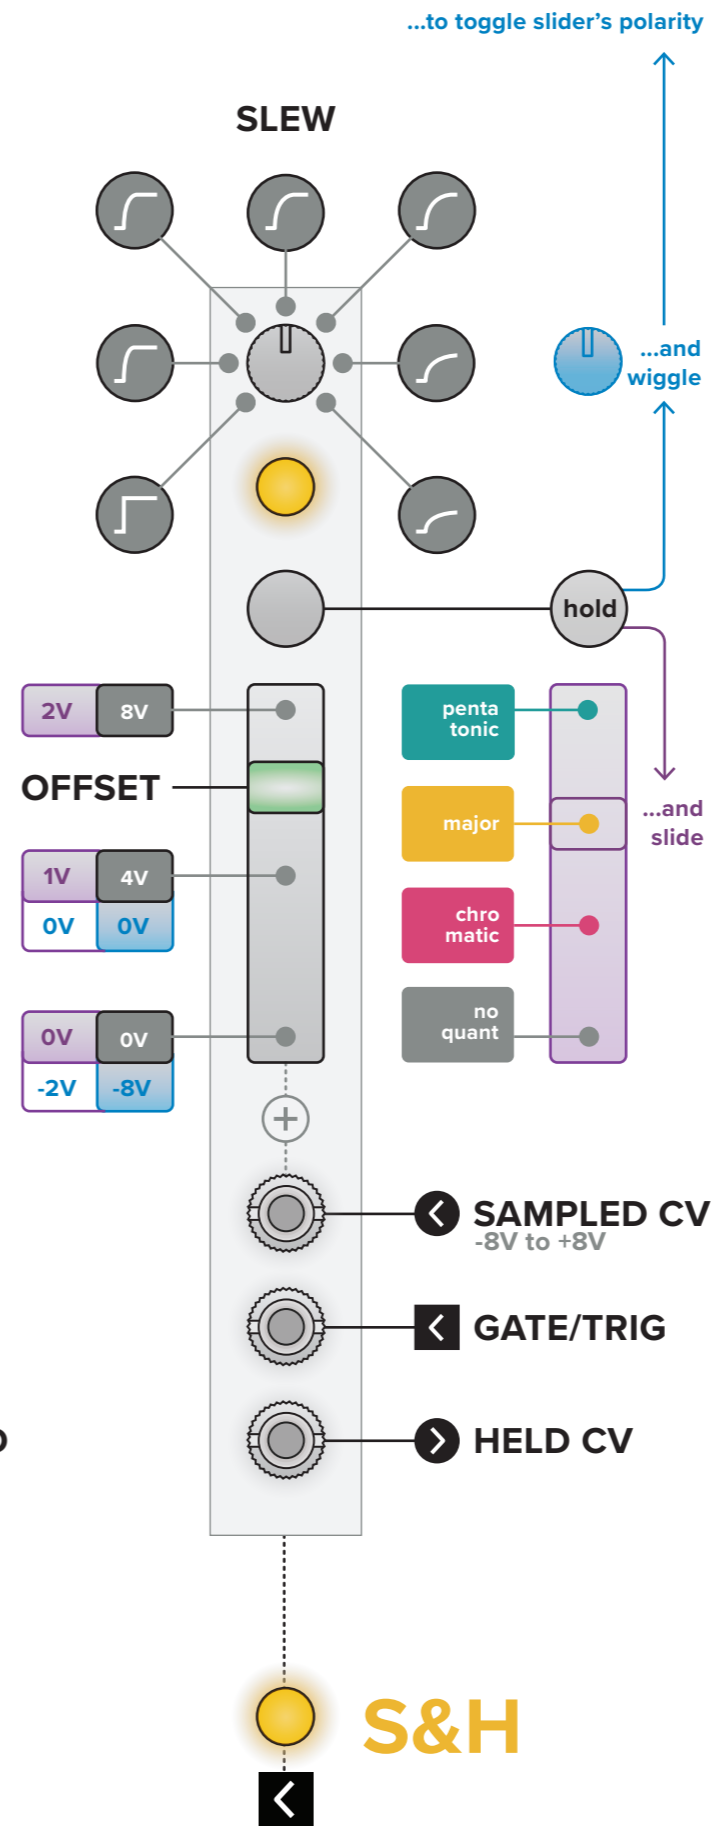 ...to toggle slider’s polarity
SLEW
...and
wiggle
hold
2V 8V
penta
tonic
OFFSET
...and
slide
major
1V 4V
0V 0V
chro
matic
no
quant
0V 0V
-2V -8V
+
SAMPLED CV
-8V to +8V
GATE/TRIG
HELD CV
S&H